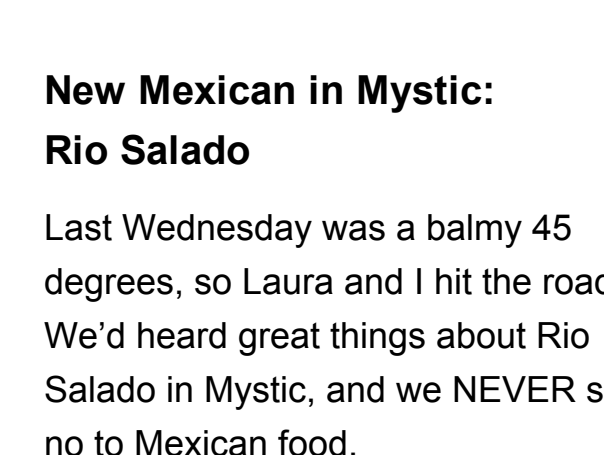 New Mexican in Mystic:
Rio Salado
Last Wednesday was a balmy 45
degrees, so Laura and I hit the road
We’d heard great things about Rio
Salado in Mystic, and we NEVER s
no to Mexican food.